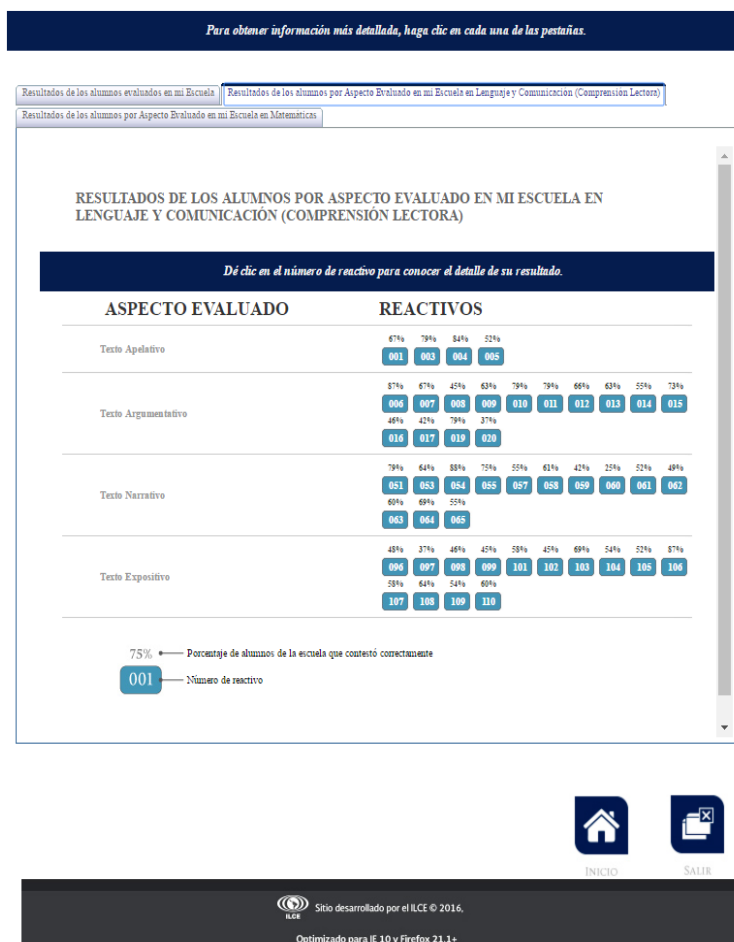 Para obtener información más detallada, haga clic en cada una de las pestañas.
Resultados de los alumnos evaluados en mi Escuela
Resultados de los alumnos por Aspecto Evaluado en mi Escuela en Lenguaje y Comunicación (Comprensión Lectora)
Resultados de los alumnos por Aspecto Evaluado en mi Escuela en Matemáticas
RESULTADOS DE LOS ALUMNOS POR ASPECTO EVALUADO EN MI ESCUELA EN
LENGUAJE Y COMUNICACIÓN (COMPRENSIÓN LECTORA)
Dé clic en el número de reactivo para conocer el detalle de su resultado.
ASPECTO EVALUADO REACTIVOS
67% 79% 84% 52%
Texto Apelativo
001 003 004 005
87% 67% 45% 63% 79% 79% 66% 63% 55% 73%
006 007 008 009 010 011 012 013 014 015
Texto Argumentativo
46% 42% 79% 37%
016 017 019 020
79% 64% 88% 75% 55% 61% 42% 25% 52% 49%
051 053 054 055 057 058 059 060 061 062
Texto Narrativo
60% 69% 55%
063 064 065
48% 37% 46% 45% 58% 45% 69% 54% 52% 87%
096 097 098 099 101 102 103 104 105 106
Texto Expositivo
58% 64% 54% 60%
107 108 109 110
75% Porcentaje de alumnos de la escuela que contestó correctamente
001 Número de reactivo
INICIO SALIR
ILCE Sitio desarrollado por el ILCE © 2016,
Optimizado para IE 10 y Firefox 21.1+